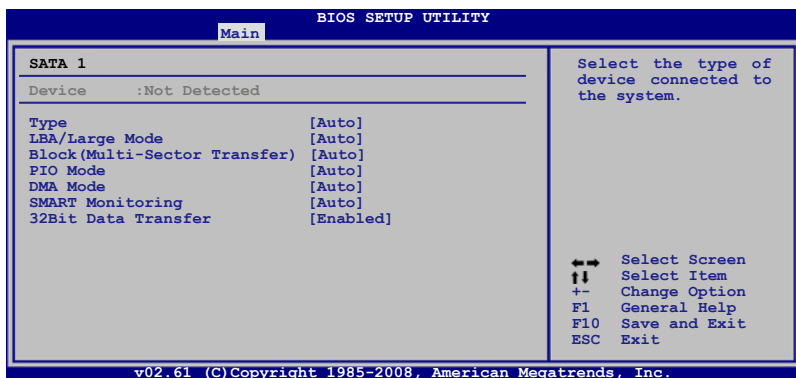 BIOS SETUP UTILITY
Main
SATA 1
Device :Not Detected
Type [Auto]
LBA/Large Mode [Auto]
Block(Multi-Sector Transfer) [Auto]
PIO Mode [Auto]
DMA Mode [Auto]
SMART Monitoring [Auto]
32Bit Data Transfer [Enabled]
Select the type of
device connected to
the system.
←→ Select Screen
↑↓ Select Item
+- Change Option
F1 General Help
F10 Save and Exit
ESC Exit
v02.61 (C)Copyright 1985-2008, American Megatrends, Inc.